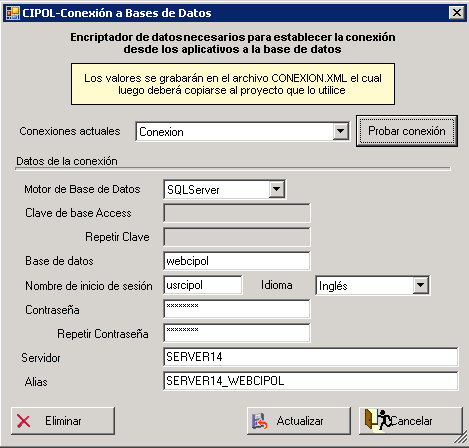 CIPOL-Conexión a Bases de Datos
Encriptador de datos necesarios para establecer la conexión
desde los aplicativos a la base de datos
Los valores se grabarán en el archivo CONEXION.XML el cual
luego deberá copiarse al proyecto que lo utilice
Conexiones actuales Conexion Probar conexión
Datos de la conexión
Motor de Base de Datos SQLServer
Clave de base Access
Repetir Clave
Base de datos webcipol
Nombre de inicio de sesión usrcipol Idioma Inglés
Contraseña ********
Repetir Contraseña ********
Servidor SERVER14
Alias SERVER14_WEBCIPOL
Eliminar Actualizar Cancelar